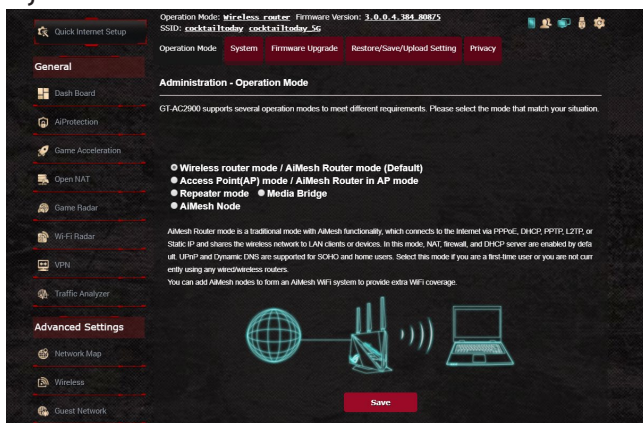 Quick Internet Setup
General
Dash Board
AiProtection
Game Acceleration
Open NAT
Game Radar
Wi-Fi Radar
VPN
Traffic Analyzer
Advanced Settings
Network Map
Wireless
Guest Network
Operation Mode: Wireless router Firmware Version: 3.0.0.4.384_80875
SSID: cocktailtoday cocktailtoday_5G
Operation Mode System Firmware Upgrade Restore/Save/Upload Setting Privacy
Administration - Operation Mode
GT-AC2900 supports several operation modes to meet different requirements. Please select the mode that match your situation.
Wireless router mode / AiMesh Router mode (Default)
Access Point(AP) mode / AiMesh Router in AP mode
Repeater mode Media Bridge
AiMesh Node
AiMesh Router mode is a traditional mode with AiMesh functionality, which connects to the Internet via PPPoE, DHCP, PPTP, L2TP, or
Static IP and shares the wireless network to LAN clients or devices. In this mode, NAT, firewall, and DHCP server are enabled by defa
ult. UPnP and Dynamic DNS are supported for SOHO and home users. Select this mode if you are a first-time user or you are not curr
ently using any wired/wireless routers.
You can add AiMesh nodes to form an AiMesh WiFi system to provide extra WiFi coverage.
Save